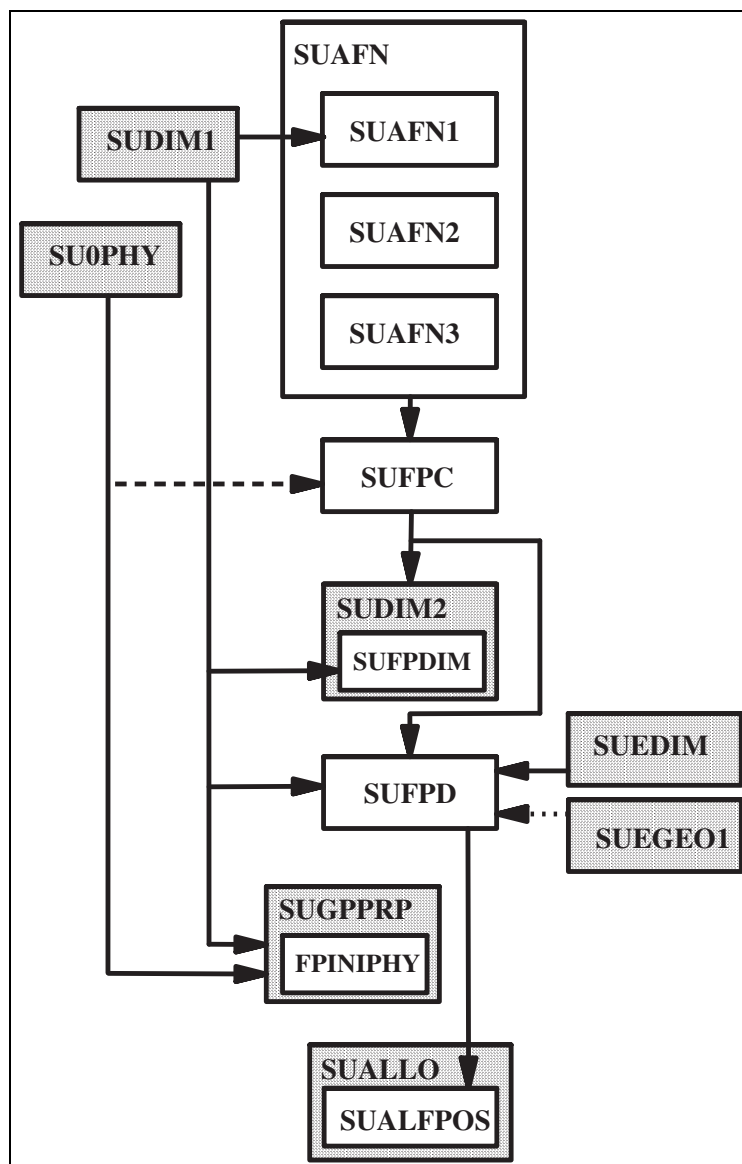 SUAFN
SUDIM1
SUAFN1
SU0PHY
SUAFN2
SUAFN3
SUFPC
SUDIM2
SUFPDIM
SUEDIM
SUFPD
SUEGEO1
SUGPPRP
FPINIPHY
SUALLO
SUALFPOS